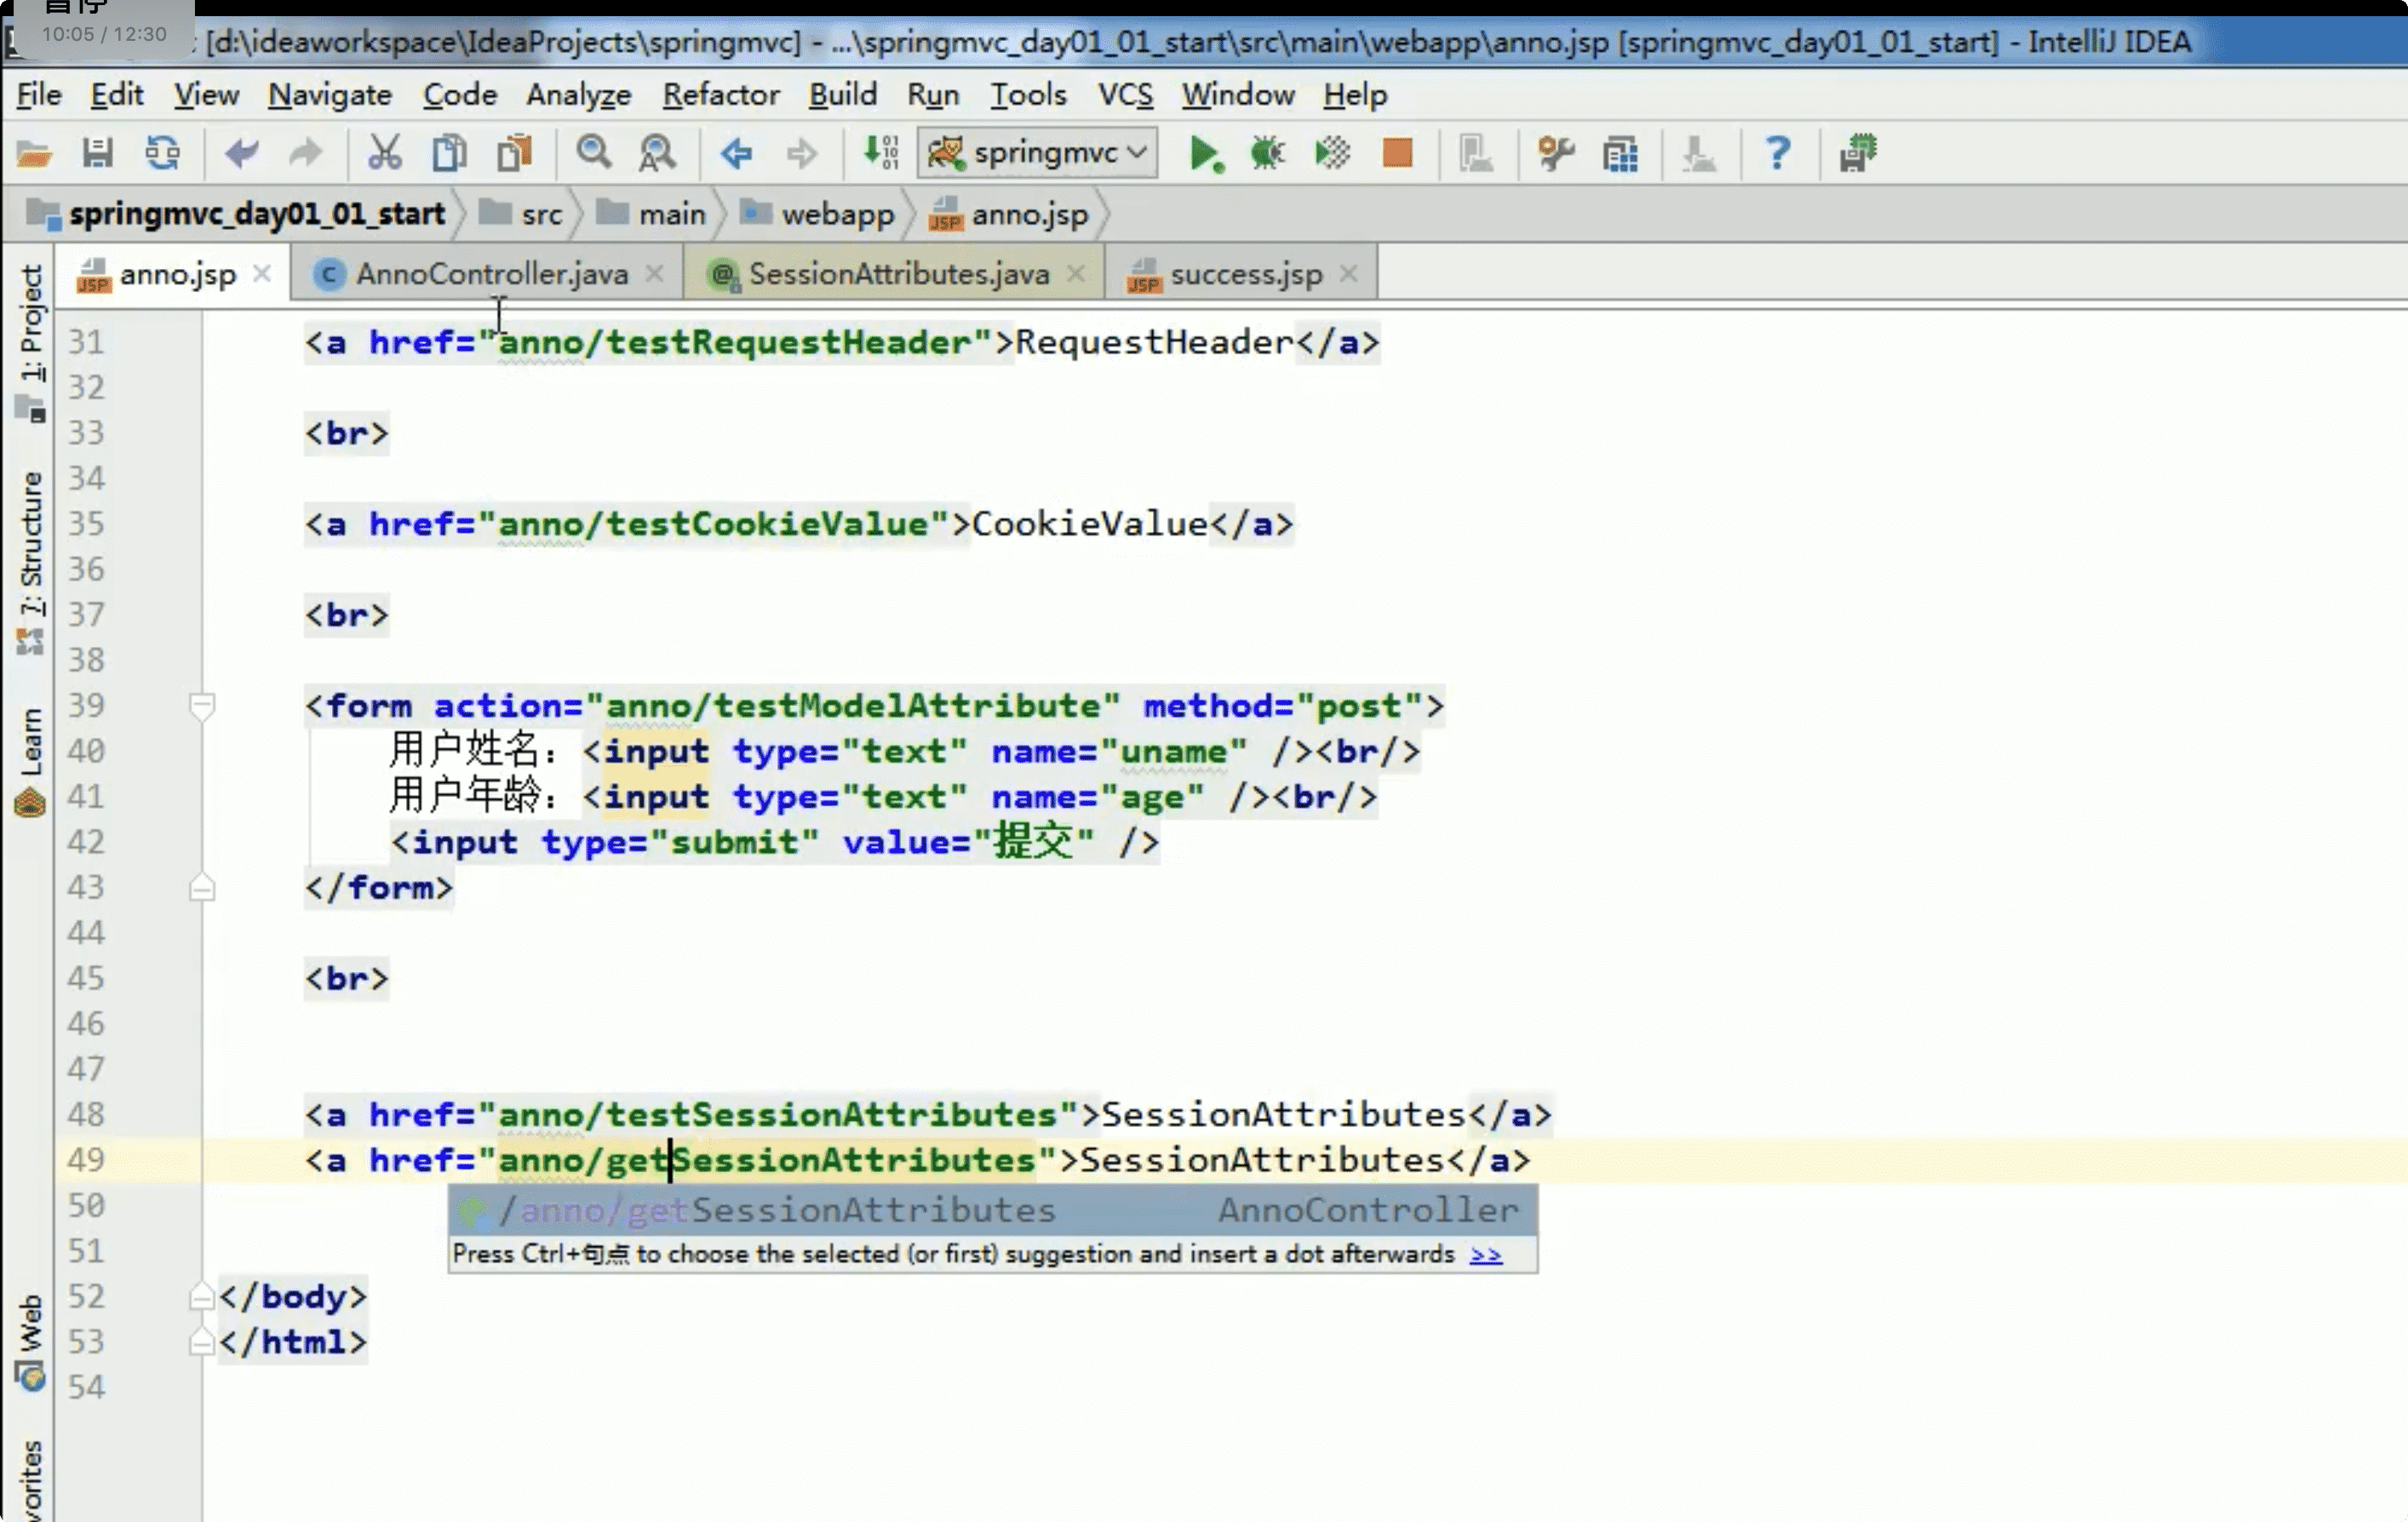 暂停
10:05 / 12:30
[d:\ideaworkspace\IdeaProjects\springmvc] - ...\springmvc_day01_01_start\src\main\webapp\anno.jsp [springmvc_day01_01_start] - IntelliJ IDEA
File Edit View Navigate Code Analyze Refactor Build Run Tools VCS Window Help
springmvc
springmvc_day01_01_start src main webapp anno.jsp
anno.jsp AnnoController.java SessionAttributes.java success.jsp
1: Project
7: Structure
Learn
Web
31 <a href="anno/testRequestHeader">RequestHeader</a>
32
33 <br>
34
35 <a href="anno/testCookieValue">CookieValue</a>
36
37 <br>
38
39 <form action="anno/testModelAttribute" method="post">
40 用户姓名：<input type="text" name="uname" /><br/>
41 用户年龄：<input type="text" name="age" /><br/>
42 <input type="submit" value="提交" />
43 </form>
44
45 <br>
46
47
48 <a href="anno/testSessionAttributes">SessionAttributes</a>
49 <a href="anno/getSessionAttributes">SessionAttributes</a>
50 /anno/getSessionAttributes AnnoController
51 Press Ctrl+句点 to choose the selected (or first) suggestion and insert a dot afterwards >>
52 </body>
53 </html>
54